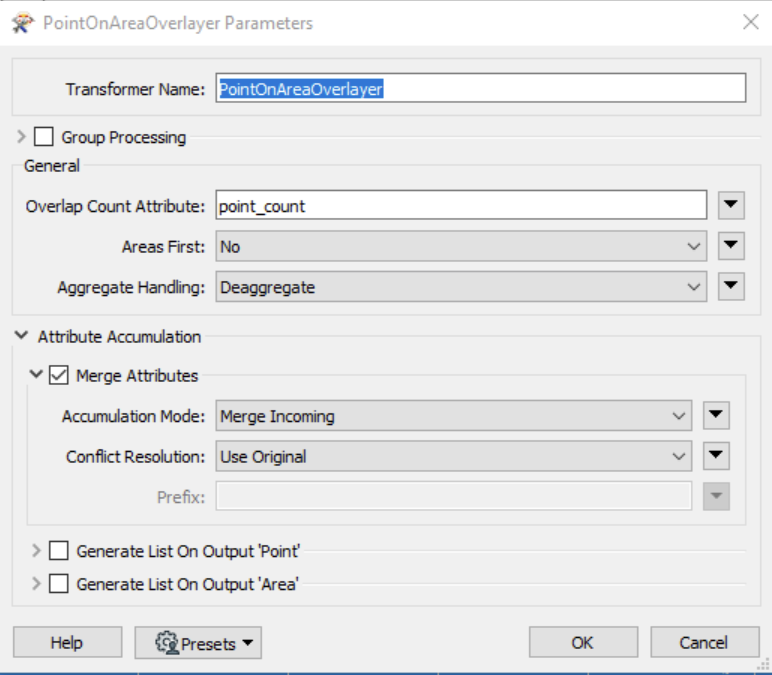 PointOnAreaOverlayer Parameters
Transformer Name: PointOnAreaOverlayer
Group Processing
General
Overlap Count Attribute: point_count
Areas First: No
Aggregate Handling: Deaggregate
Attribute Accumulation
Merge Attributes
Accumulation Mode: Merge Incoming
Conflict Resolution: Use Original
Prefix:
Generate List On Output 'Point'
Generate List On Output 'Area'
Help Presets OK Cancel